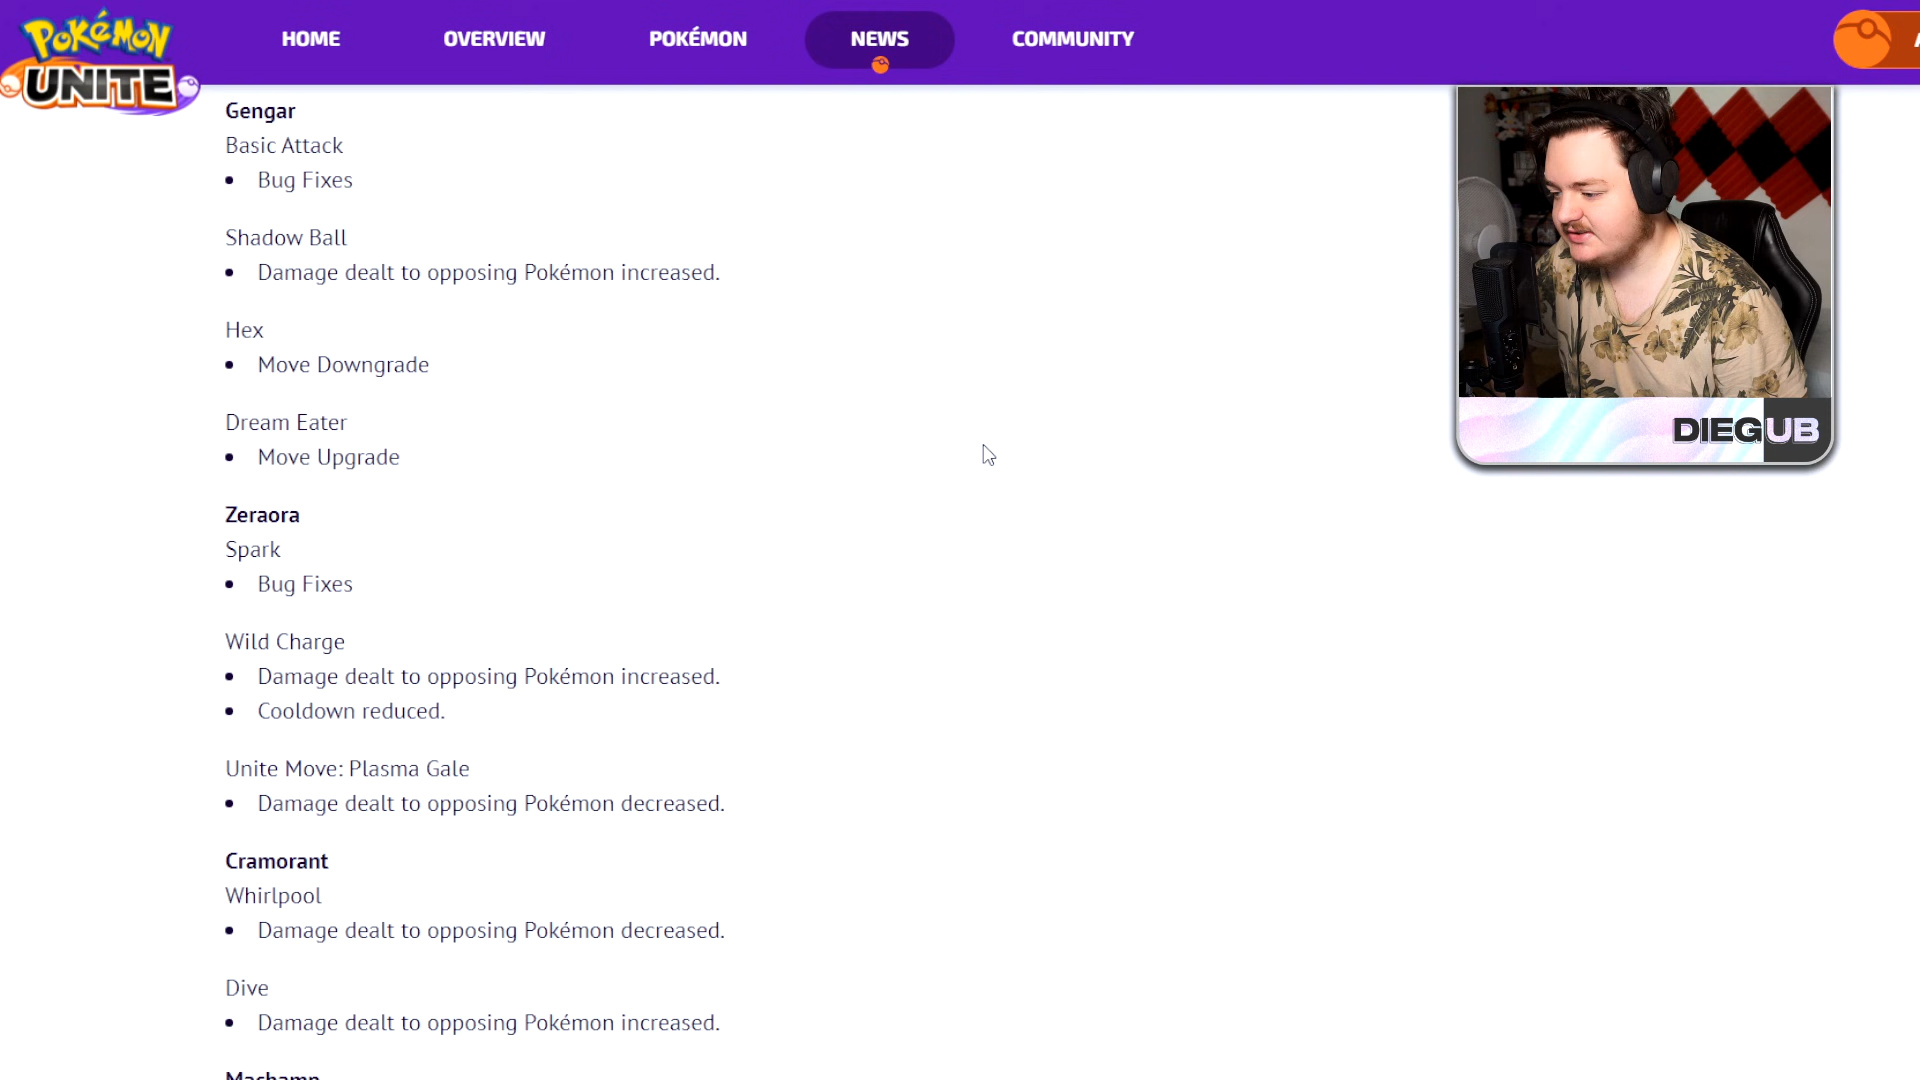 POKÉMON
UNITE
HOME
OVERVIEW
POKÉMON
NEWS
COMMUNITY
Gengar
Basic Attack
• Bug Fixes
Shadow Ball
• Damage dealt to opposing Pokémon increased.
Hex
• Move Downgrade
Dream Eater
• Move Upgrade
Zeraora
Spark
• Bug Fixes
Wild Charge
• Damage dealt to opposing Pokémon increased.
• Cooldown reduced.
Unite Move: Plasma Gale
• Damage dealt to opposing Pokémon decreased.
Cramorant
Whirlpool
• Damage dealt to opposing Pokémon decreased.
Dive
• Damage dealt to opposing Pokémon increased.
Machamp
DIEGUB